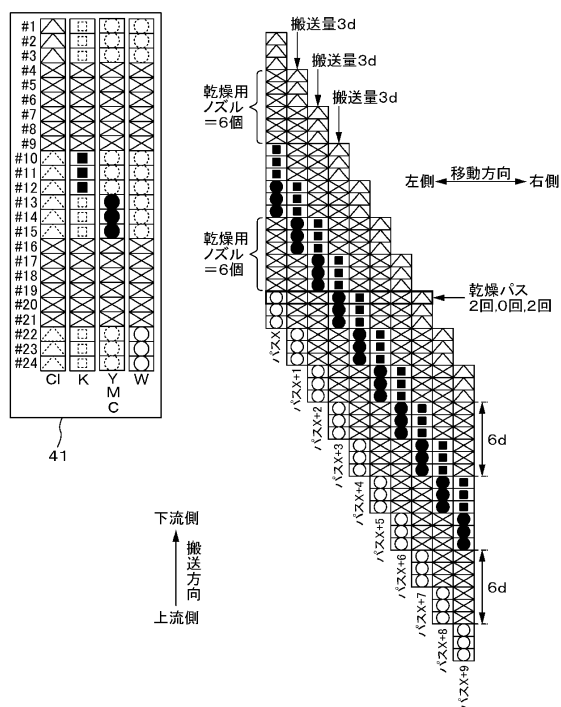 #1
#2
#3
#4
#5
#6
#7
#8
#9
#10
#11
#12
#13
#14
#15
#16
#17
#18
#19
#20
#21
#22
#23
#24
Cl K Y W
M
C
41
下流側
搬送方向
上流側
搬送量3d
搬送量3d
搬送量3d
乾燥用
ノズル
=6個
左側 移動方向 右側
乾燥用
ノズル
=6個
乾燥パス
2回,0回,2回
パスX
パスX+1
パスX+2
パスX+3
パスX+4
パスX+5
パスX+6
パスX+7
パスX+8
パスX+9
6d
6d